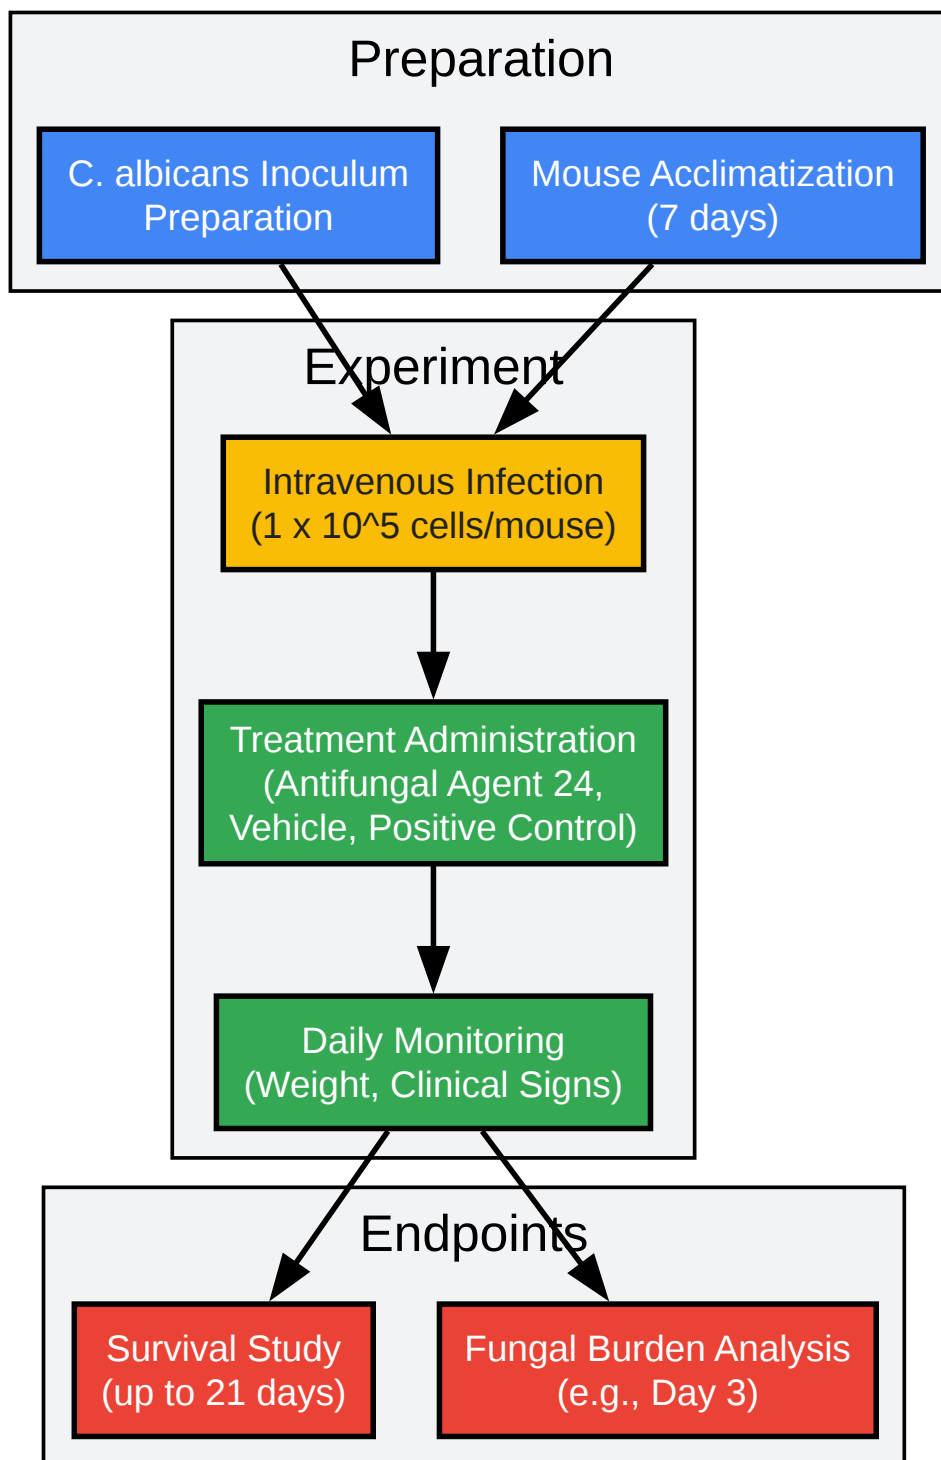 Preparation
C. albicans Inoculum
Preparation
Mouse Acclimatization
(7 days)
Experiment
Intravenous Infection
(1 x 10^5 cells/mouse)
Treatment Administration
(Antifungal Agent 24,
Vehicle, Positive Control)
Daily Monitoring
(Weight, Clinical Signs)
Endpoints
Survival Study
(up to 21 days)
Fungal Burden Analysis
(e.g., Day 3)